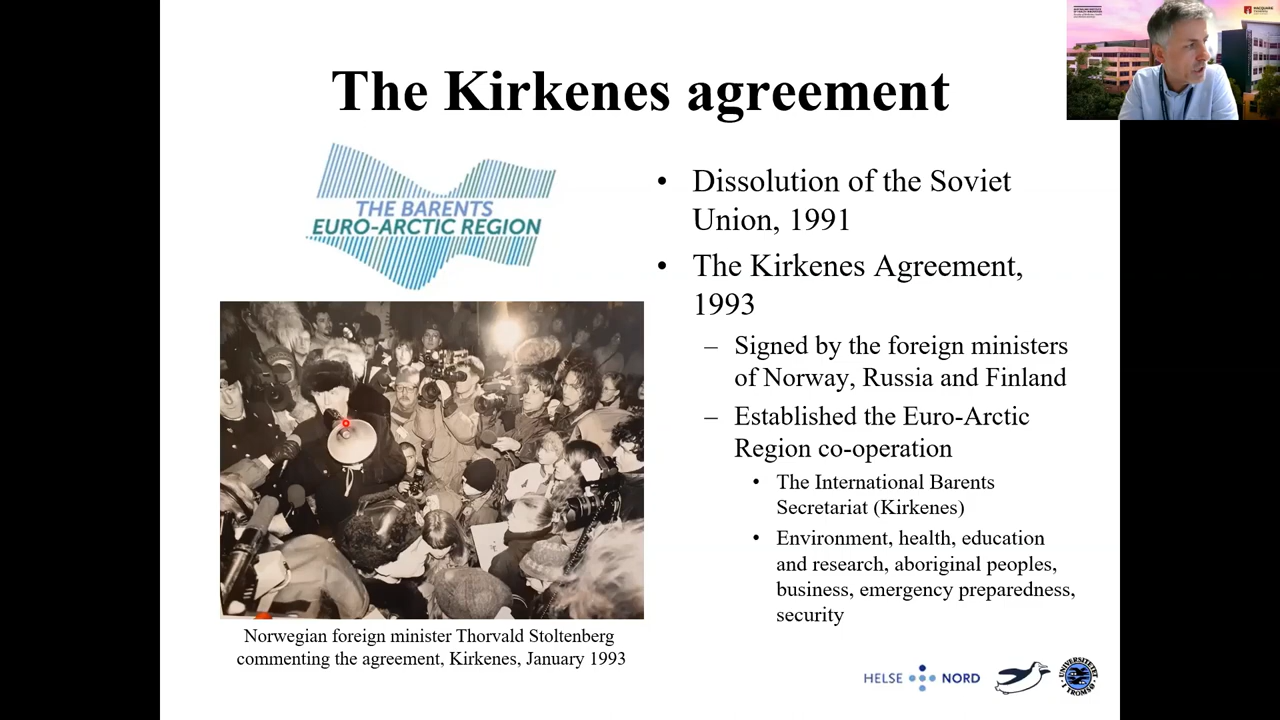 The Kirkenes agreement
THE BARENTS
EURO-ARCTIC REGION
• Dissolution of the Soviet
Union, 1991
• The Kirkenes Agreement,
1993
– Signed by the foreign ministers
of Norway, Russia and Finland
– Established the Euro-Arctic
Region co-operation
• The International Barents
Secretariat (Kirkenes)
• Environment, health, education
and research, aboriginal peoples,
business, emergency preparedness,
security
Norwegian foreign minister Thorvald Stoltenberg
commenting the agreement, Kirkenes, January 1993
HELSE NORD
UNIVERSITETET
I TROMSØ
MACQUARIE